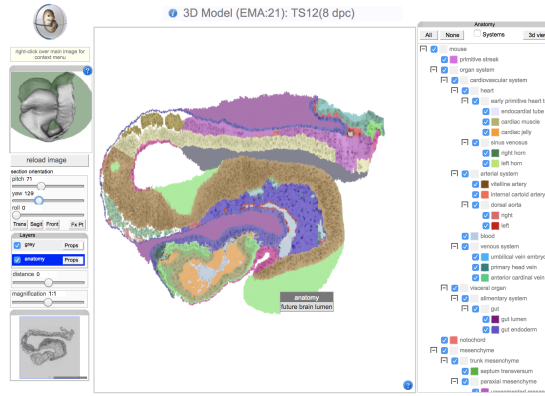 3D Model (EMA:21): TS12(8 dpc)
right-click over main image for
context menu
reload image
section orientation
pitch 71
yaw 129
roll 0
Trans Sagit Front Fx Pt
Layers
grey Props
anatomy Props
distance 0
magnification 1:1
anatomy
future brain lumen
Anatomy
All None Systems 3d view
mouse
primitive streak
organ system
cardiovascular system
heart
early primitive heart t
endocardial tube
cardiac muscle
cardiac jelly
sinus venosus
right horn
left horn
arterial system
vitelline artery
internal cartoid artery
dorsal aorta
right
left
blood
venous system
umbilical vein embryo
primary head vein
anterior cardinal vein
visceral organ
alimentary system
gut
gut lumen
gut endoderm
notochord
mesenchyme
trunk mesenchyme
septum transversum
paraxial mesenchyme